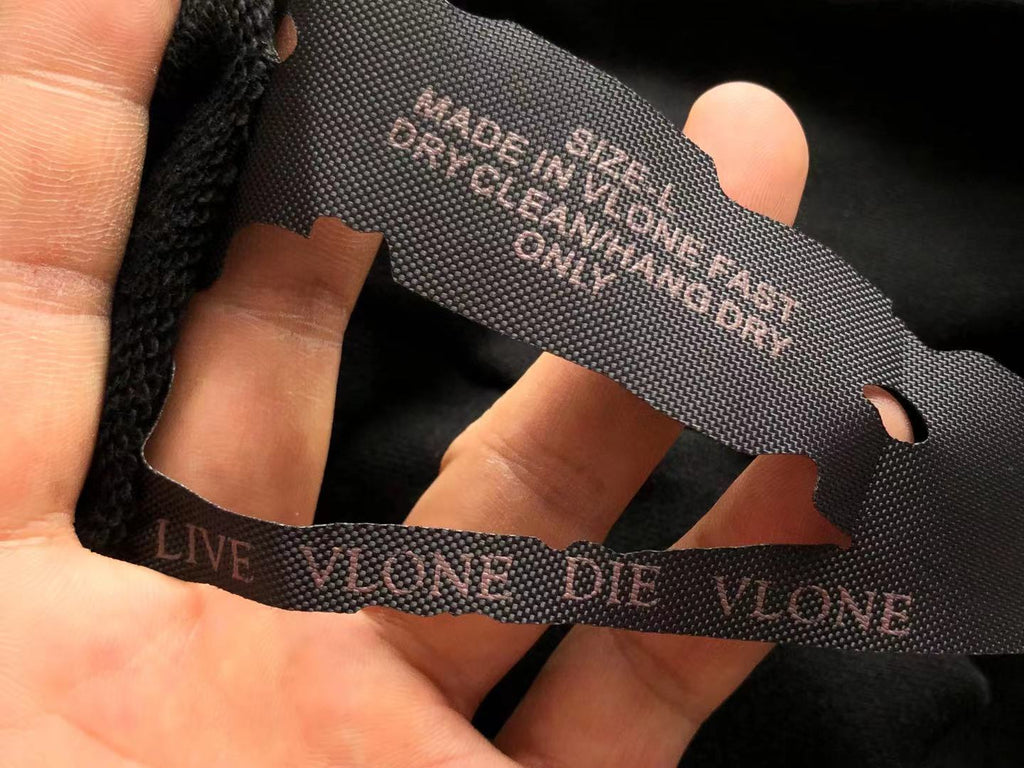 SIZE:L
MADE IN VLONE FAST
DRY CLEAN/HANG DRY
ONLY
LIVE VLONE DIE VLONE